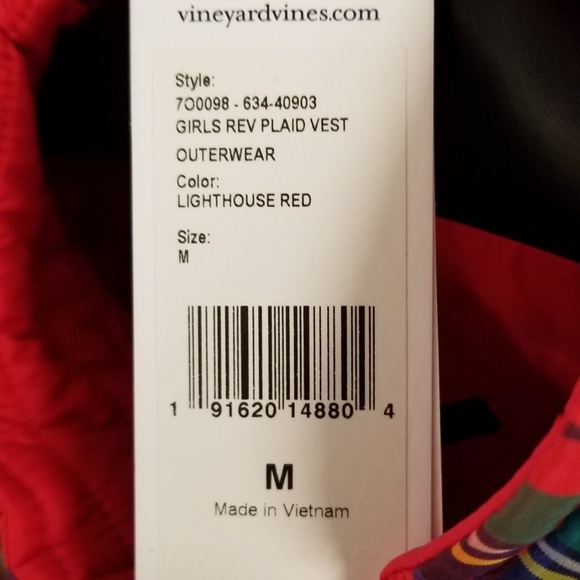 vineyardvines.com
Style:
7O0098 - 634-40903
GIRLS REV PLAID VEST
OUTERWEAR
Color:
LIGHTHOUSE RED
Size:
M
1 91620 14880 4
M
Made in Vietnam